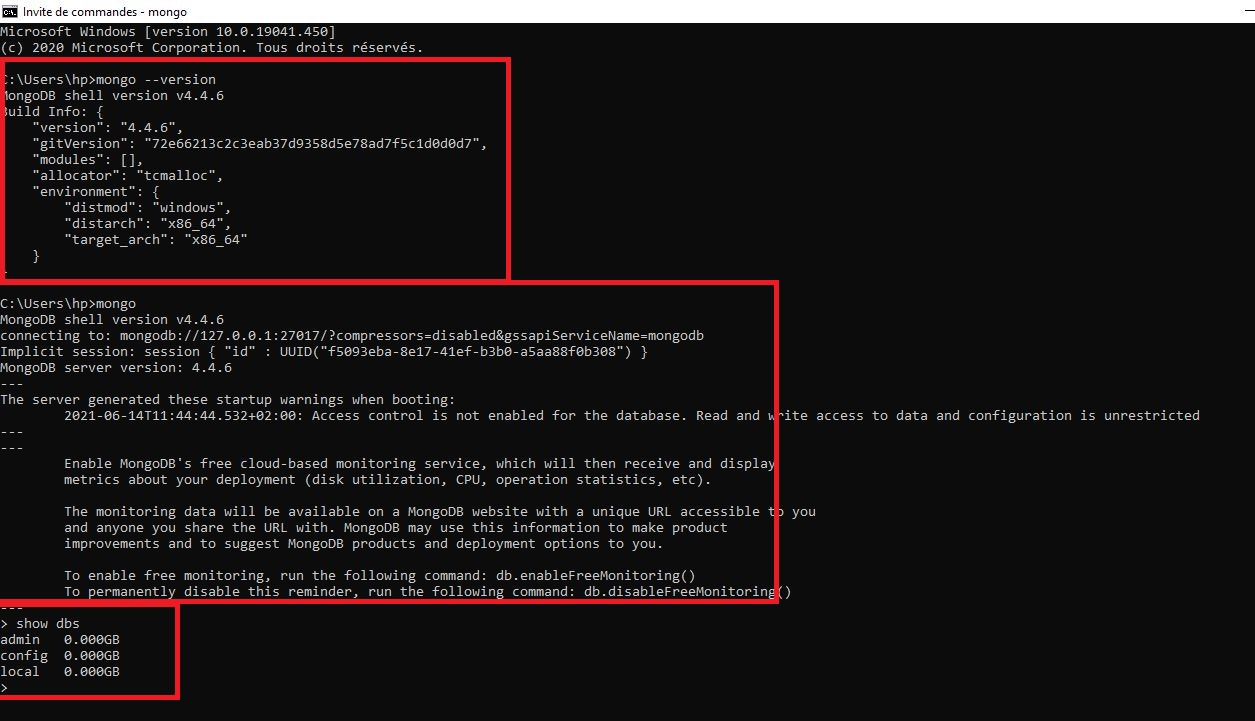 Invite de commandes - mongo
Microsoft Windows [version 10.0.19041.450]
(c) 2020 Microsoft Corporation. Tous droits réservés.
C:\Users\hp>mongo --version
MongoDB shell version v4.4.6
Build Info: {
    "version": "4.4.6",
    "gitVersion": "72e66213c2c3eab37d9358d5e78ad7f5c1d0d0d7",
    "modules": [],
    "allocator": "tcmalloc",
    "environment": {
        "distmod": "windows",
        "distarch": "x86_64",
        "target_arch": "x86_64"
    }
}
C:\Users\hp>mongo
MongoDB shell version v4.4.6
connecting to: mongodb://127.0.0.1:27017/?compressors=disabled&gssapiServiceName=mongodb
Implicit session: session { "id" : UUID("f5093eba-8e17-41ef-b3b0-a5aa88f0b308") }
MongoDB server version: 4.4.6
---
The server generated these startup warnings when booting:
        2021-06-14T11:44:44.532+02:00: Access control is not enabled for the database. Read and write access to data and configuration is unrestricted
---
---
        Enable MongoDB's free cloud-based monitoring service, which will then receive and display
        metrics about your deployment (disk utilization, CPU, operation statistics, etc).
        The monitoring data will be available on a MongoDB website with a unique URL accessible to you
        and anyone you share the URL with. MongoDB may use this information to make product
        improvements and to suggest MongoDB products and deployment options to you.
        To enable free monitoring, run the following command: db.enableFreeMonitoring()
        To permanently disable this reminder, run the following command: db.disableFreeMonitoring()
---
> show dbs
admin   0.000GB
config  0.000GB
local   0.000GB
>